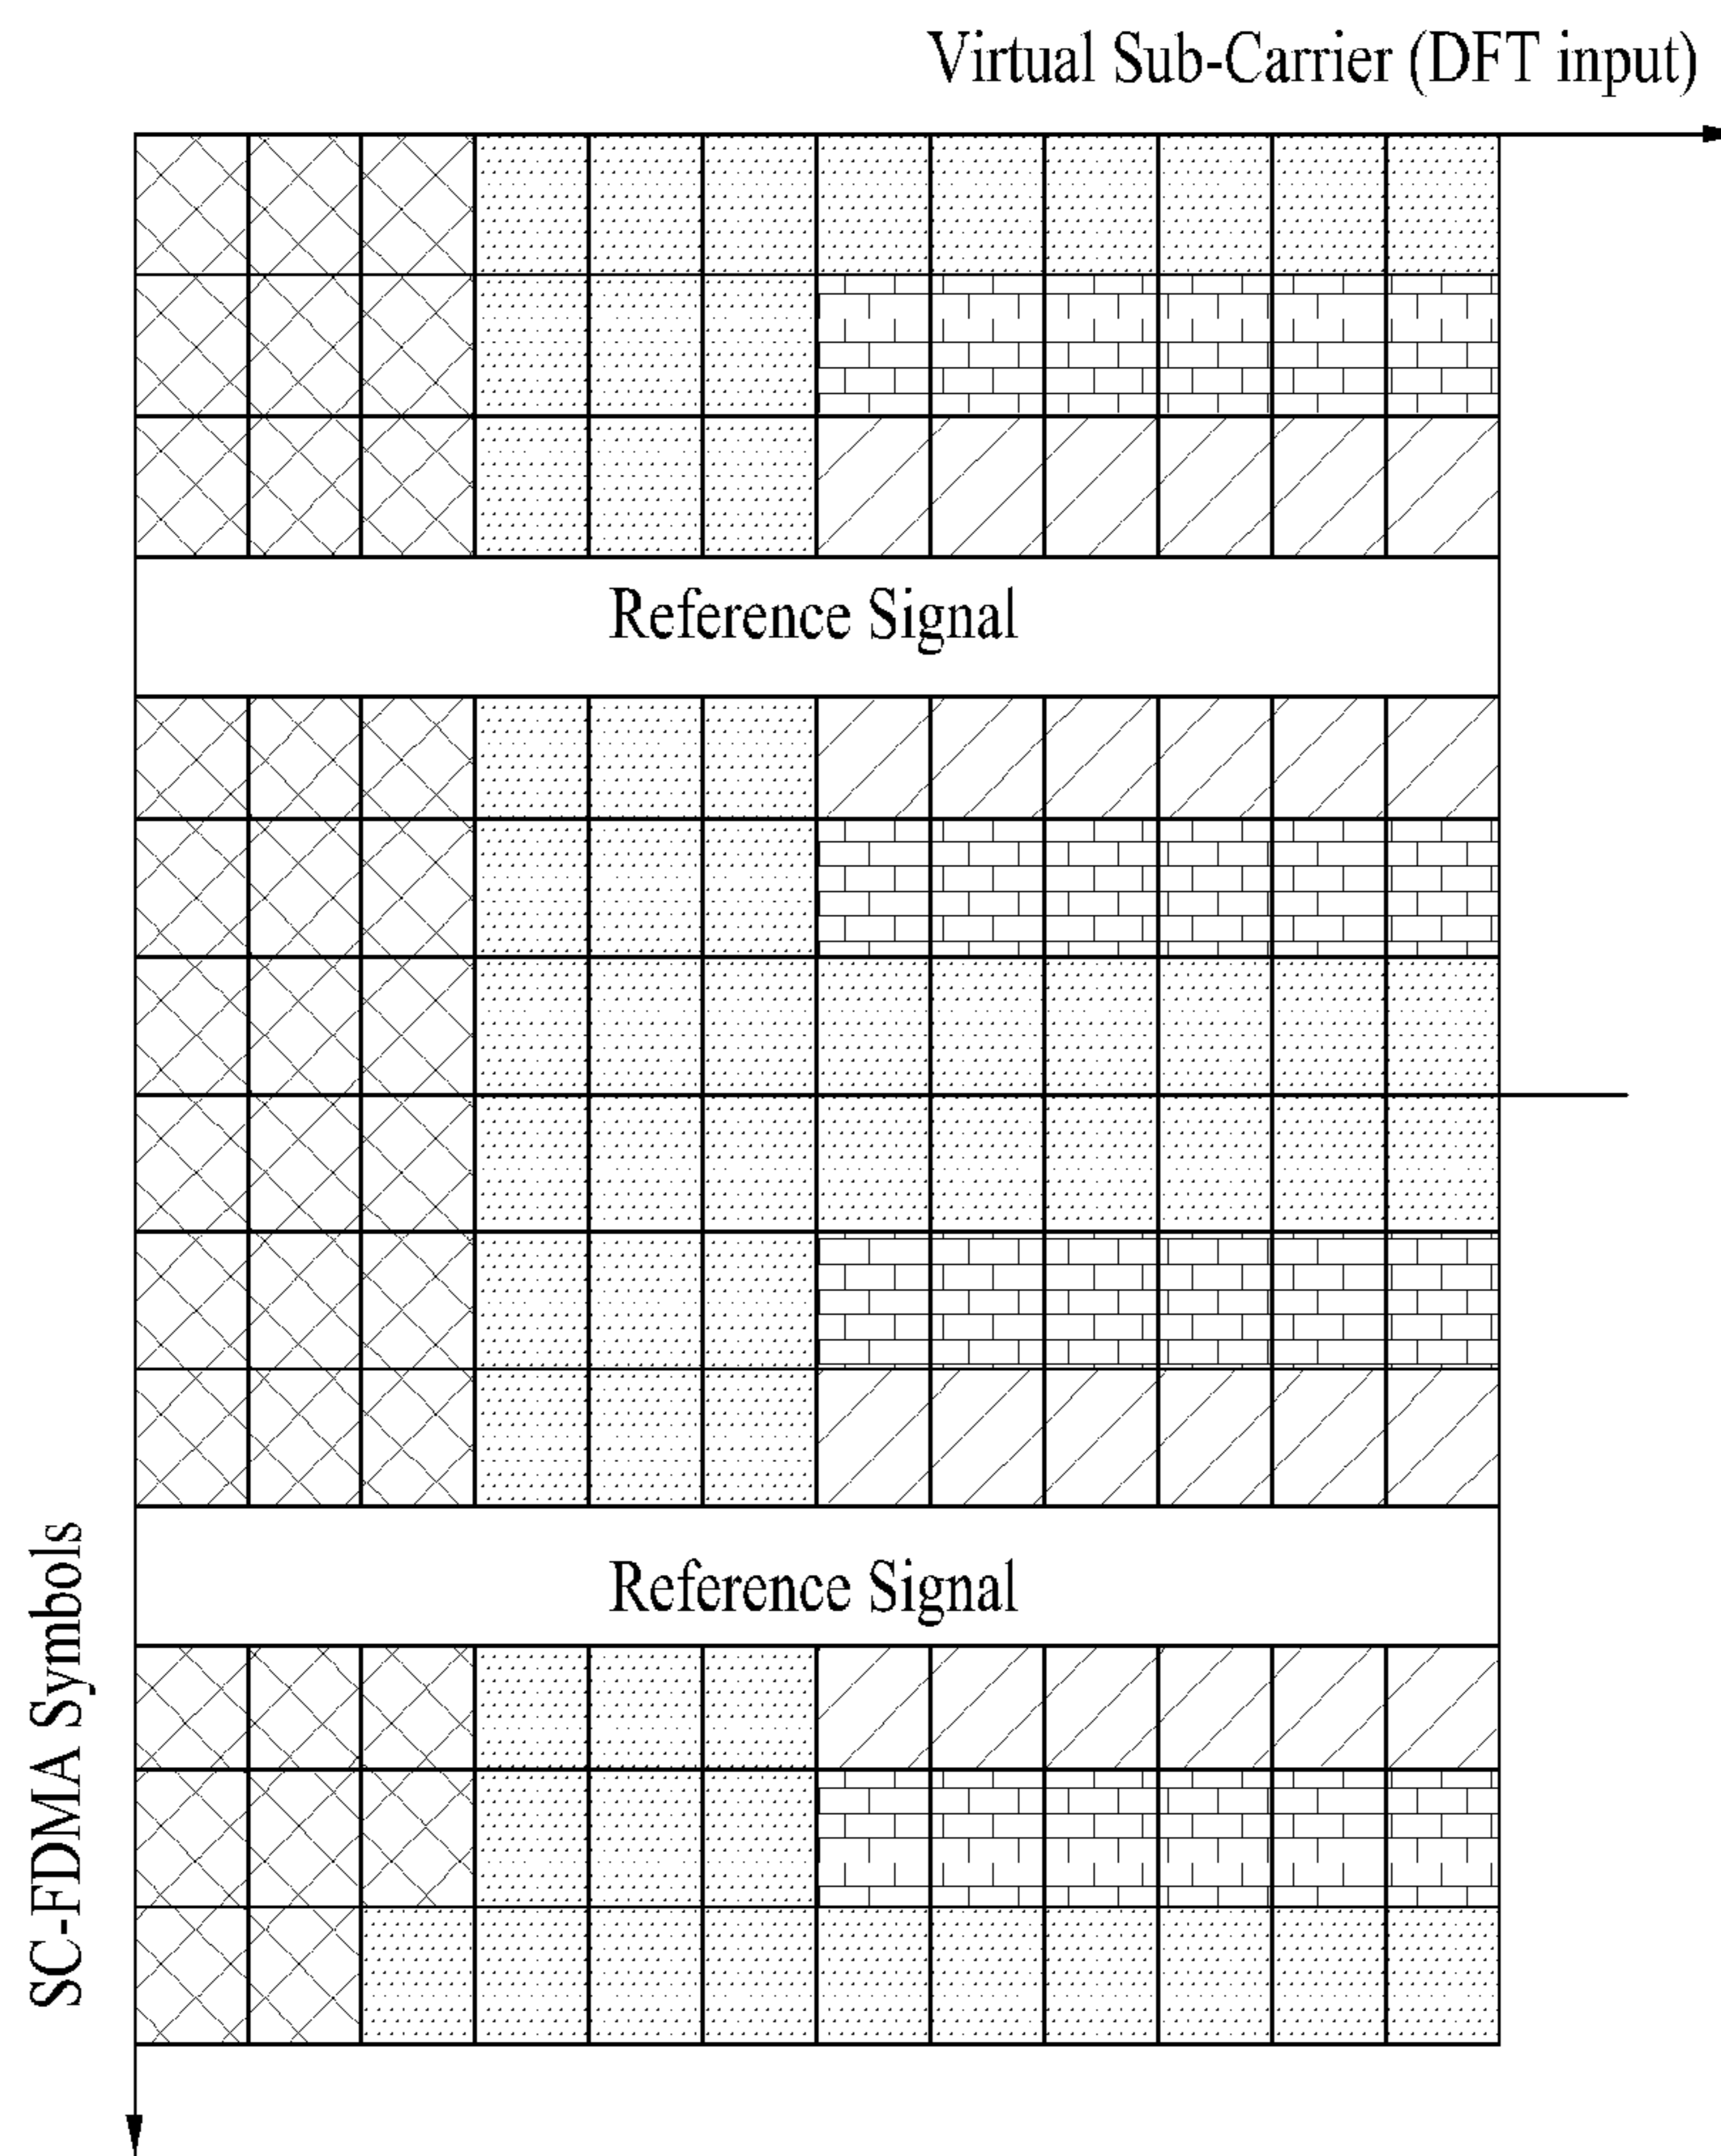 Virtual Sub-Carrier (DFT input)
Reference Signal
Reference Signal
SC-FDMA Symbols